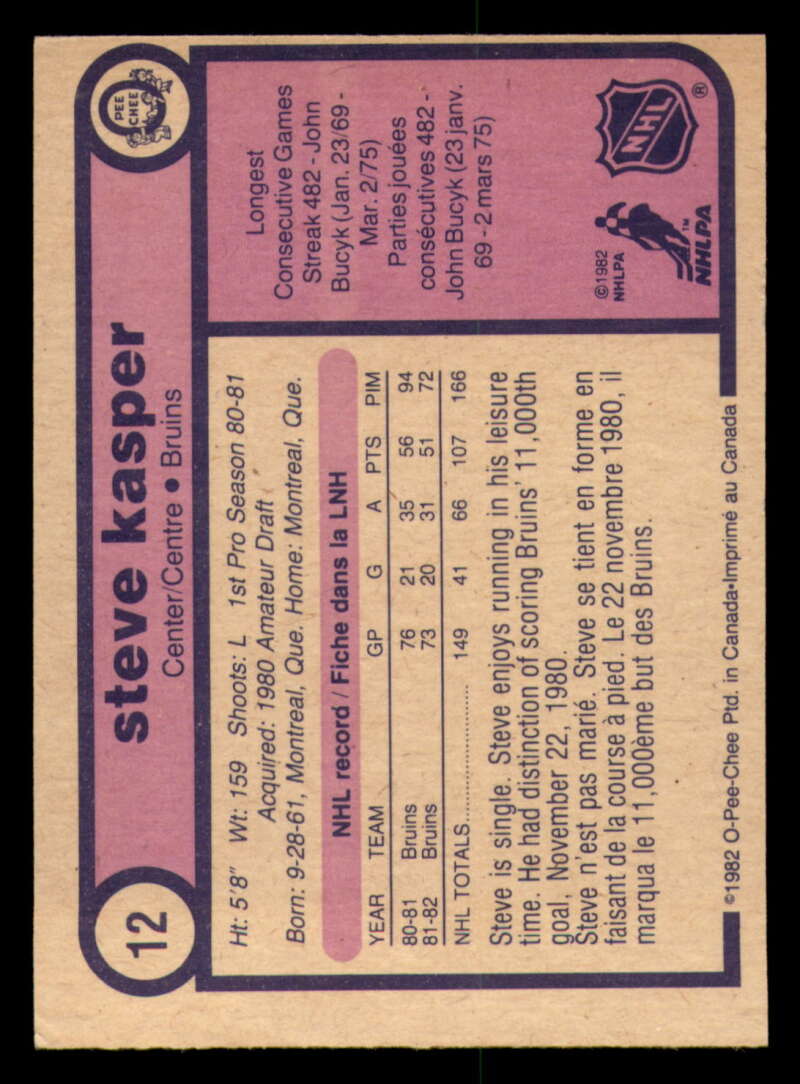 12
steve kasper
Center/Centre • Bruins
O
PEE
CHEE
Ht: 5'8" Wt: 159 Shoots: L 1st Pro Season 80-81
Acquired: 1980 Amateur Draft
Born: 9-28-61, Montreal, Que. Home: Montreal, Que.
NHL record / Fiche dans la LNH
YEAR TEAM GP G A PTS PIM
80-81 Bruins 76 21 35 56 94
81-82 Bruins 73 20 31 51 72
NHL TOTALS.................. 149 41 66 107 166
Steve is single. Steve enjoys running in his leisure
time. He had distinction of scoring Bruins' 11,000th
goal, November 22, 1980.
Steve n'est pas marié. Steve se tient en forme en
faisant de la course à pied. Le 22 novembre 1980, il
marqua le 11,000ème but des Bruins.
Longest
Consecutive Games
Streak 482 - John
Bucyk (Jan. 23/69 -
Mar. 2/75)
Parties jouées
consécutives 482 -
John Bucyk (23 janv.
69 - 2 mars 75)
©1982
NHLPA
NHLPA™
NHL®
©1982 O-Pee-Chee Ptd. in Canada•Imprimé au Canada